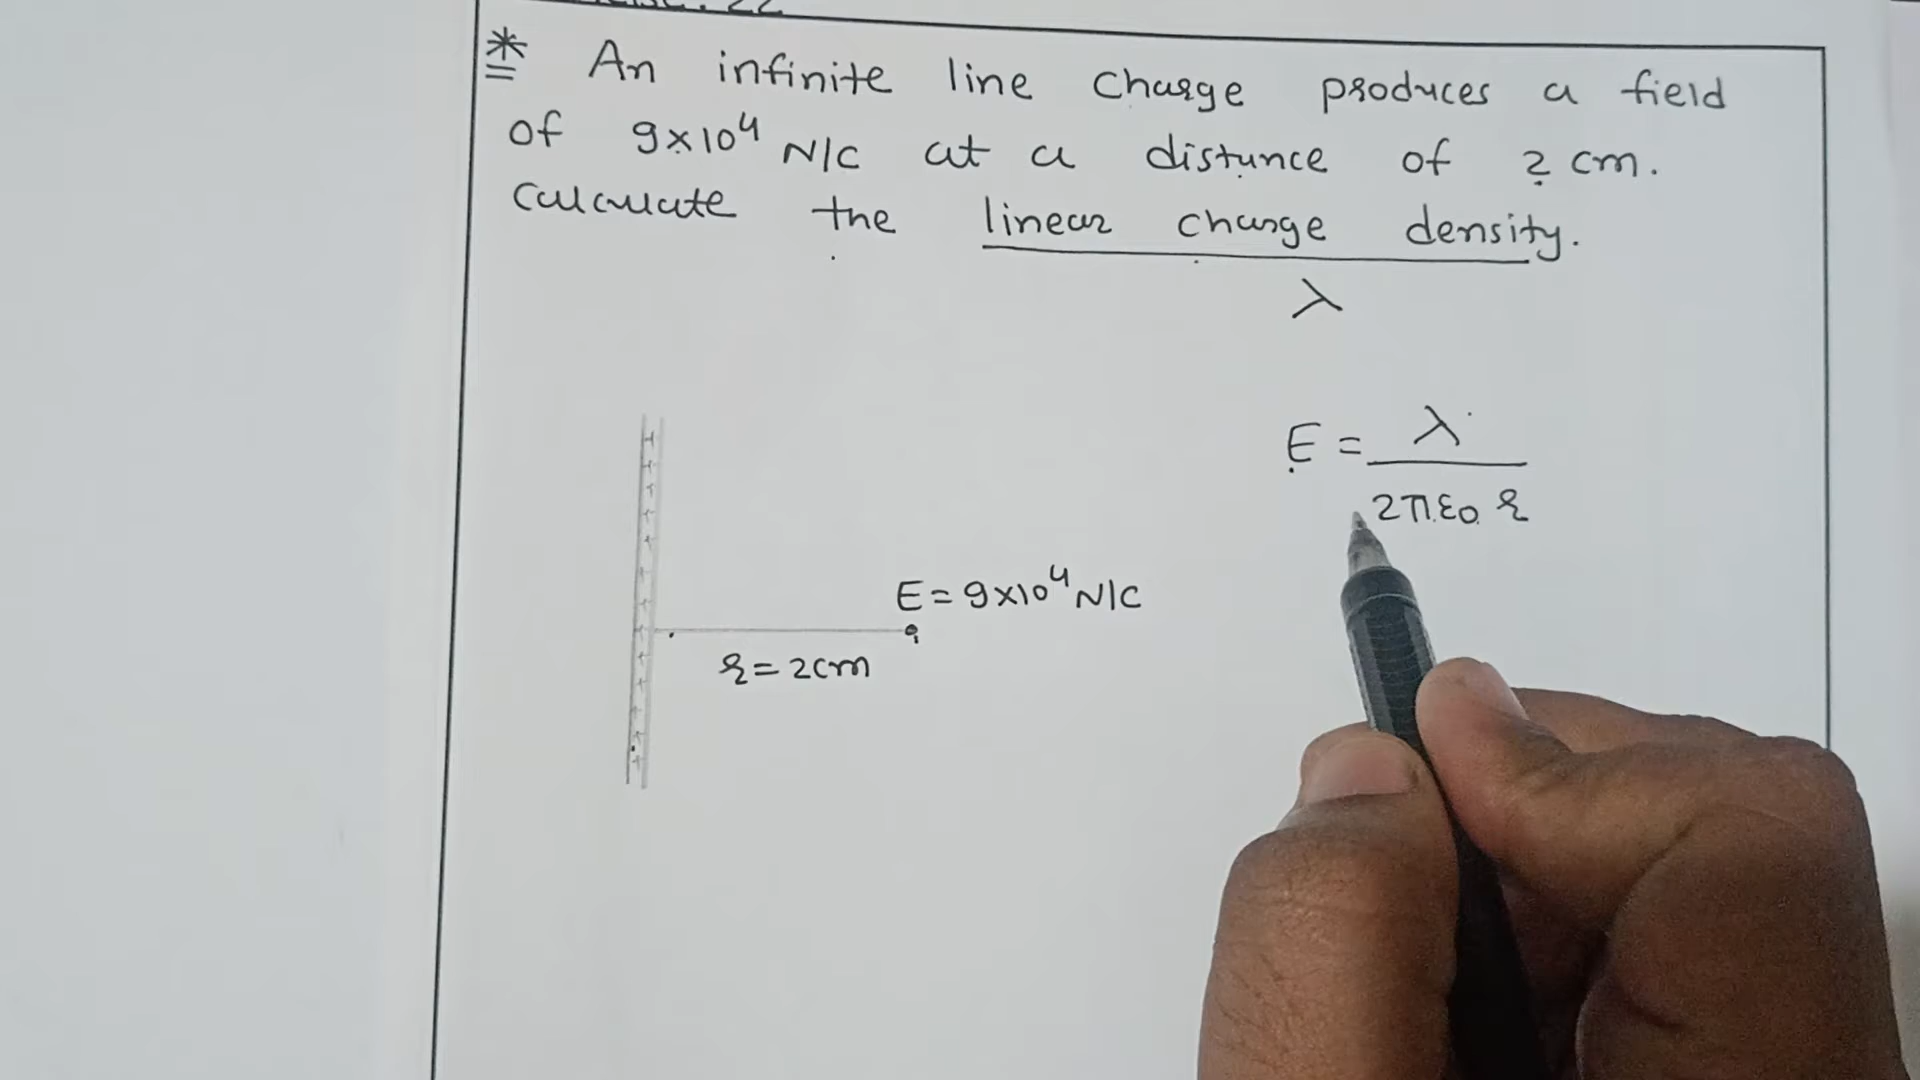 * An infinite line charge produces a field
of 9×10⁴ N/C at a distance of 2 cm.
Calculate the linear charge density.
λ
E = λ / 2πε₀ r
E = 9×10⁴ N/C
r = 2cm